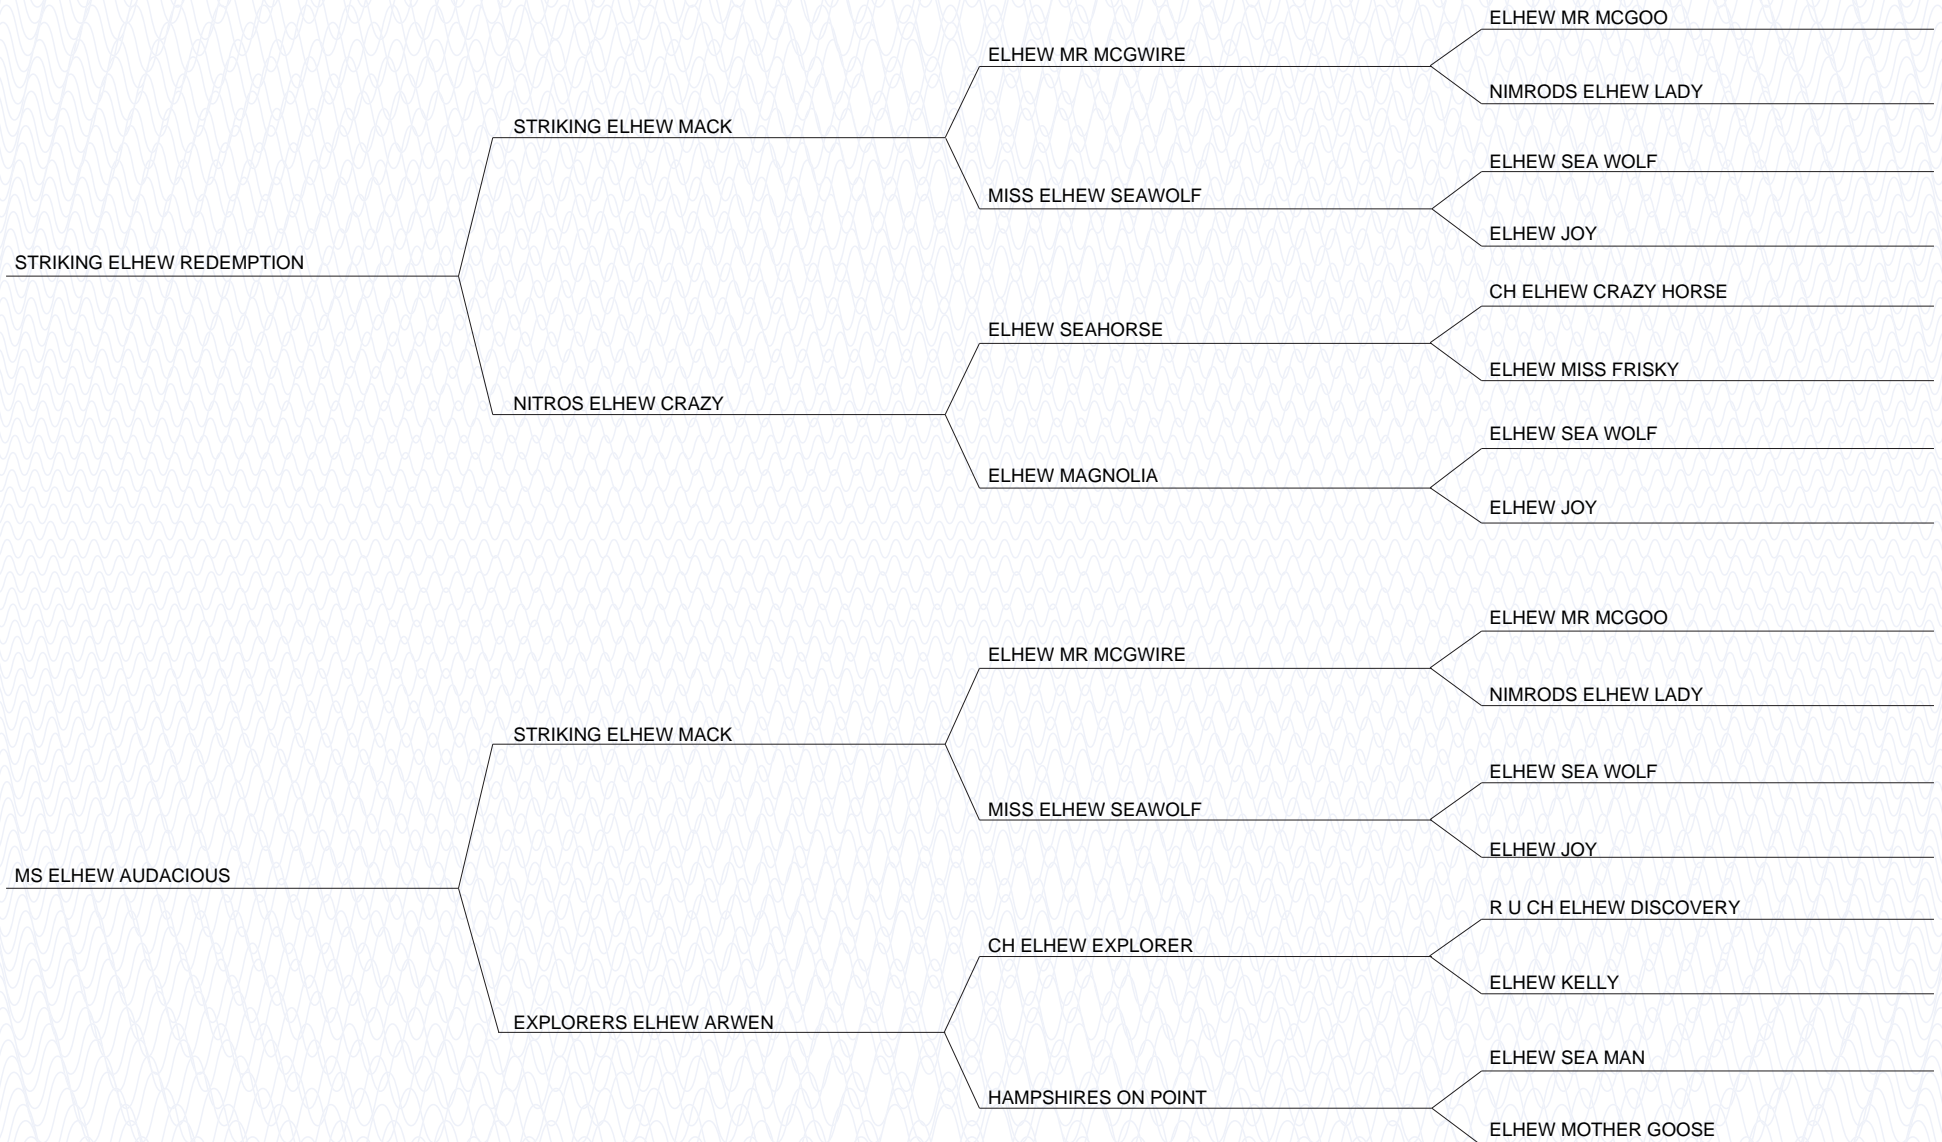 ELHEW MR MCGOO
ELHEW MR MCGWIRE
NIMRODS ELHEW LADY
STRIKING ELHEW MACK
ELHEW SEA WOLF
MISS ELHEW SEAWOLF
ELHEW JOY
STRIKING ELHEW REDEMPTION
CH ELHEW CRAZY HORSE
ELHEW SEAHORSE
ELHEW MISS FRISKY
NITROS ELHEW CRAZY
ELHEW SEA WOLF
ELHEW MAGNOLIA
ELHEW JOY
ELHEW MR MCGOO
ELHEW MR MCGWIRE
NIMRODS ELHEW LADY
STRIKING ELHEW MACK
ELHEW SEA WOLF
MISS ELHEW SEAWOLF
ELHEW JOY
MS ELHEW AUDACIOUS
R U CH ELHEW DISCOVERY
CH ELHEW EXPLORER
ELHEW KELLY
EXPLORERS ELHEW ARWEN
ELHEW SEA MAN
HAMPSHIRES ON POINT
ELHEW MOTHER GOOSE